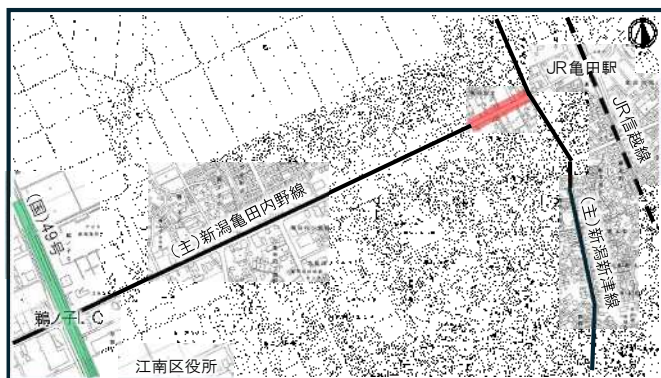 JR亀田駅
JR信越線
(国)49号
(主)新潟亀田内野線
(主)新潟新津線
鵜ノ子I.C
江南区役所